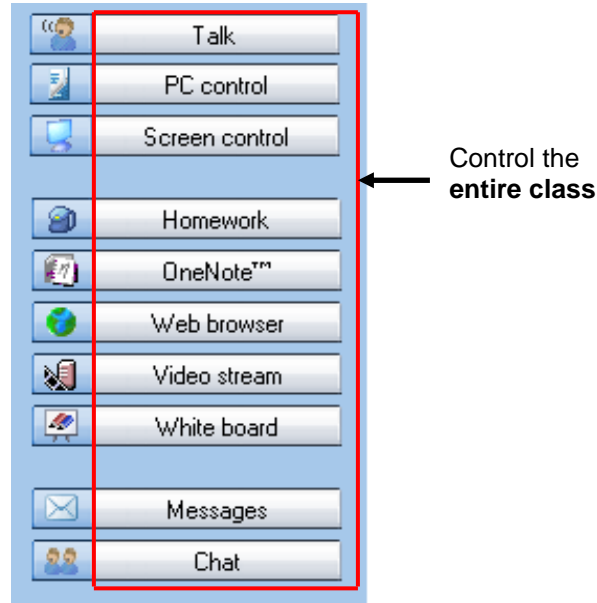 Talk
PC control
Screen control
Control the
entire class
Homework
OneNote™
Web browser
Video stream
White board
Messages
Chat